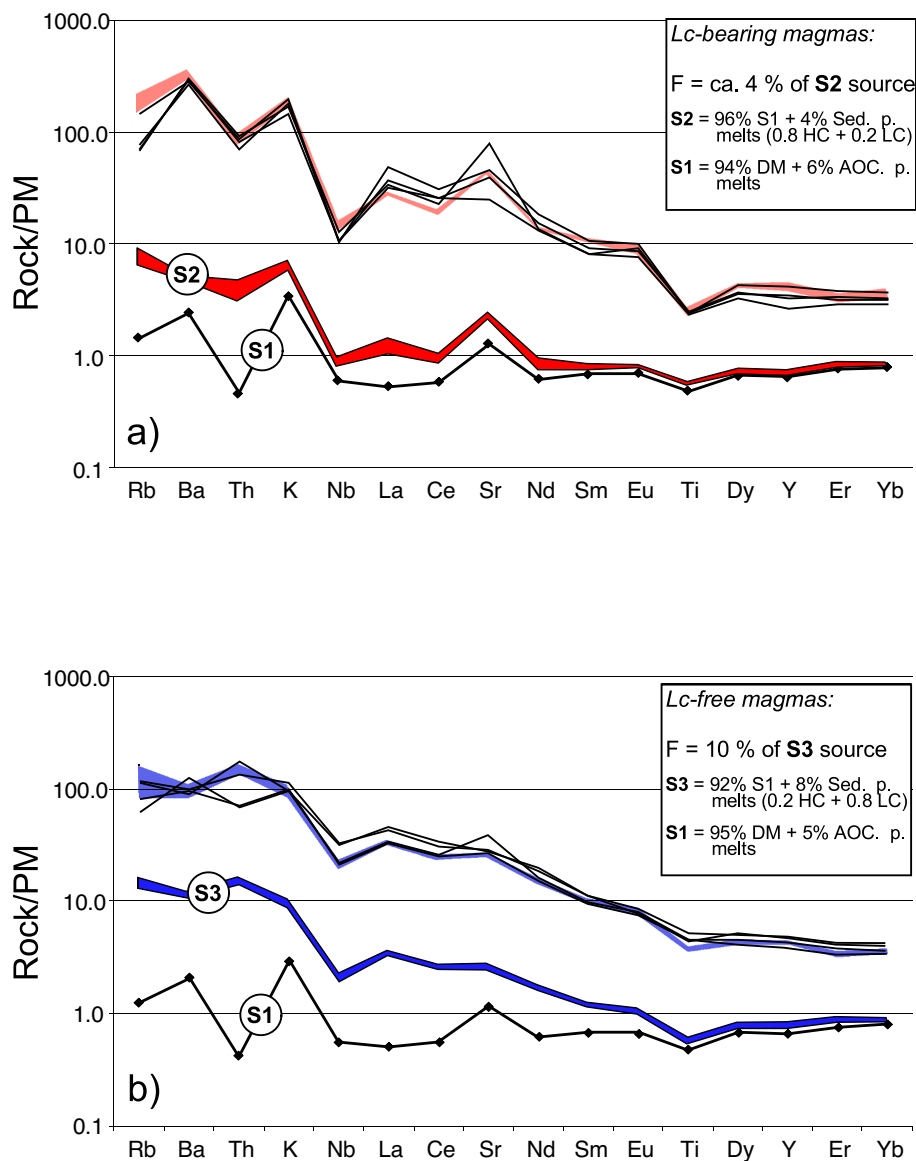 1000.0
100.0
10.0
1.0
0.1
Rock/PM
Lc-bearing magmas:
F = ca. 4 % of S2 source
S2 = 96% S1 + 4% Sed. p.
melts (0.8 HC + 0.2 LC)
S1 = 94% DM + 6% AOC. p.
melts
S2
S1
a)
Rb Ba Th K Nb La Ce Sr Nd Sm Eu Ti Dy Y Er Yb
1000.0
100.0
10.0
1.0
0.1
Rock/PM
Lc-free magmas:
F = 10 % of S3 source
S3 = 92% S1 + 8% Sed. p.
melts (0.2 HC + 0.8 LC)
S1 = 95% DM + 5% AOC. p.
melts
S3
S1
b)
Rb Ba Th K Nb La Ce Sr Nd Sm Eu Ti Dy Y Er Yb